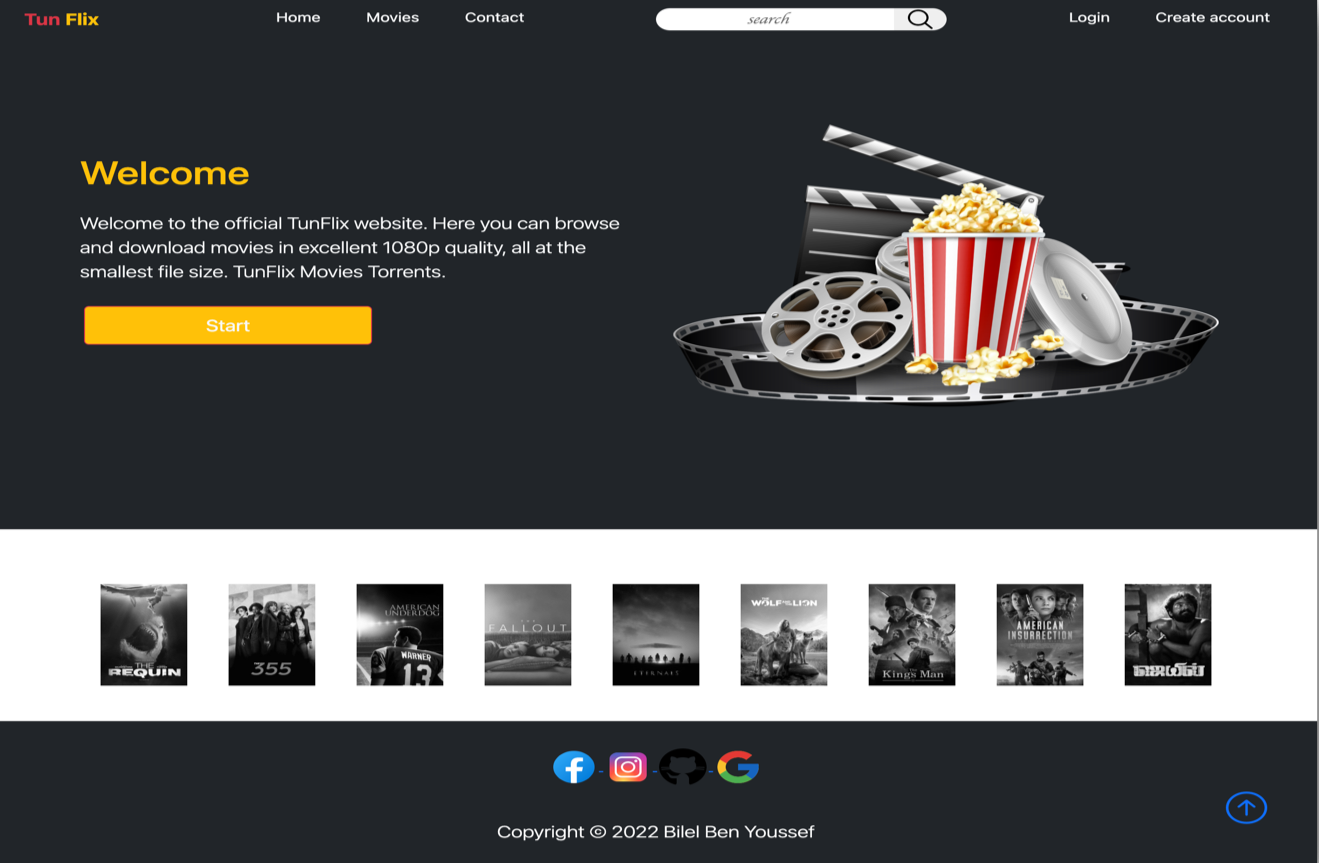 Tun Flix
Home
Movies
Contact
search
Login
Create account
Welcome
Welcome to the official TunFlix website. Here you can browse
and download movies in excellent 1080p quality, all at the
smallest file size. TunFlix Movies Torrents.
Start
THE
REQUIN
355
AMERICAN
UNDERDOG
WARNER
13
THE
FALLOUT
ETERNALS
THE WOLF AND THE LION
King's Man
AMERICAN
INSURRECTION
ஜெயில்
Copyright © 2022 Bilel Ben Youssef